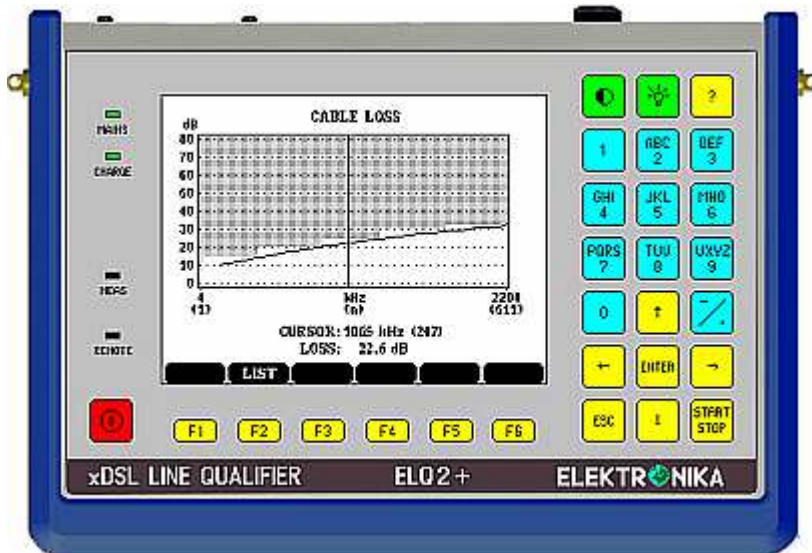 CABLE LOSS
dB
80
70
60
50
40
30
20
10
0
4
kHz
2208
(1)
(n)
(511)
CURSOR: 1065 kHz (247)
LOSS: 22.6 dB
LIST
MAINS
CHARGE
MEAS
REMOTE
?
1
ABC
2
DEF
3
GHI
4
JKL
5
MNO
6
PQRS
7
TUV
8
VXYZ
9
0
↑
-/.
←
ENTER
→
ESC
↓
START
STOP
F1
F2
F3
F4
F5
F6
xDSL LINE QUALIFIER
ELQ2+
ELEKTRONIKA